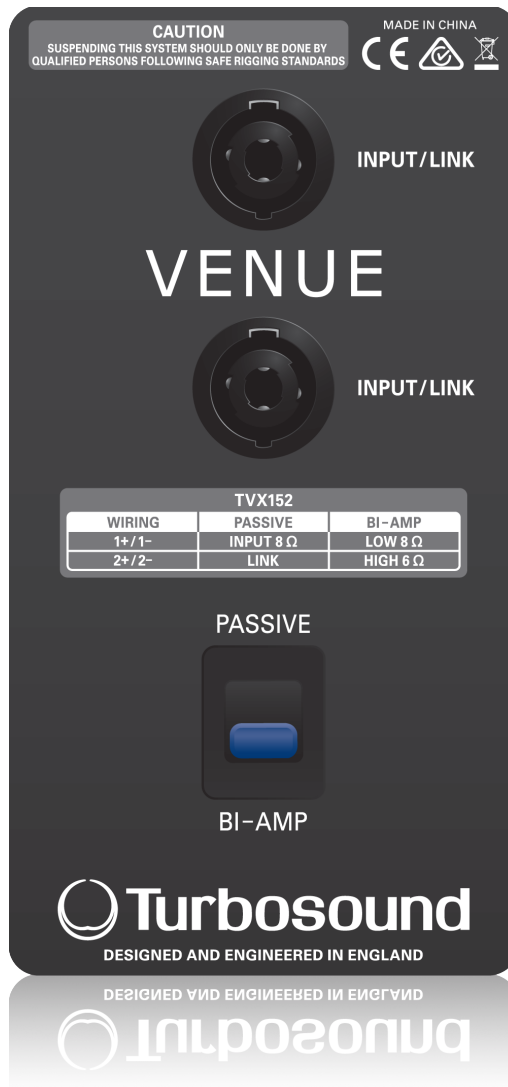 CAUTION
SUSPENDING THIS SYSTEM SHOULD ONLY BE DONE BY
QUALIFIED PERSONS FOLLOWING SAFE RIGGING STANDARDS
MADE IN CHINA
CE
INPUT/LINK
VENUE
INPUT/LINK
TVX152
WIRING PASSIVE BI-AMP
1+/1- INPUT 8 Ω LOW 8 Ω
2+/2- LINK HIGH 6 Ω
PASSIVE
BI-AMP
Turbosound
DESIGNED AND ENGINEERED IN ENGLAND